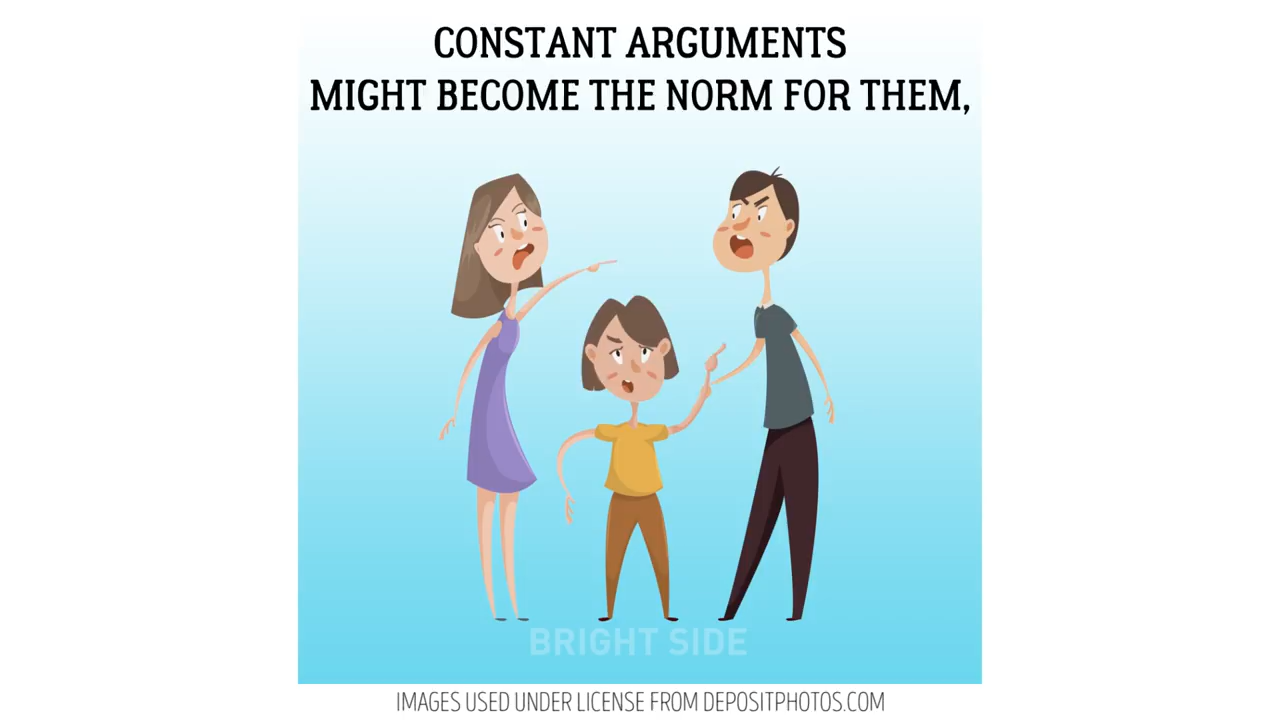 CONSTANT ARGUMENTS
MIGHT BECOME THE NORM FOR THEM,
BRIGHT SIDE
IMAGES USED UNDER LICENSE FROM DEPOSITPHOTOS.COM